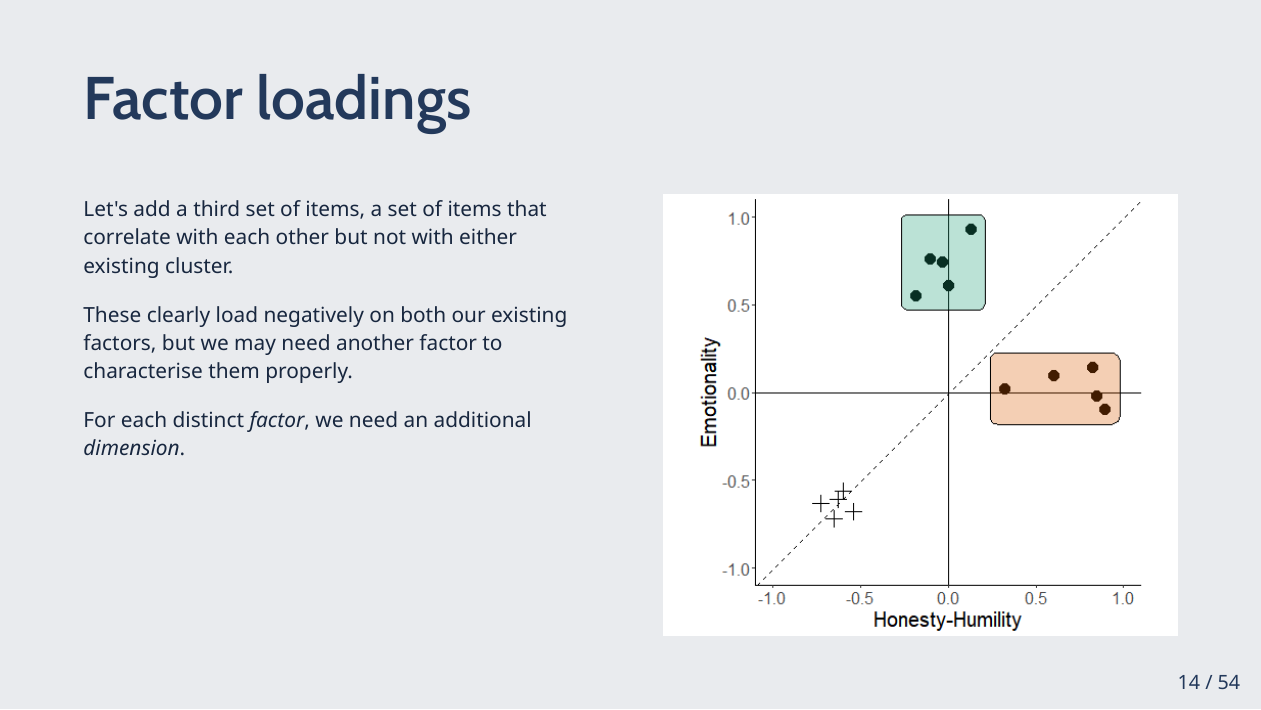 Factor loadings
Let's add a third set of items, a set of items that
correlate with each other but not with either
existing cluster.
These clearly load negatively on both our existing
factors, but we may need another factor to
characterise them properly.
For each distinct factor, we need an additional
dimension.
1.0
0.5
0.0
-0.5
-1.0
Emotionality
-1.0 -0.5 0.0 0.5 1.0
Honesty-Humility
14 / 54